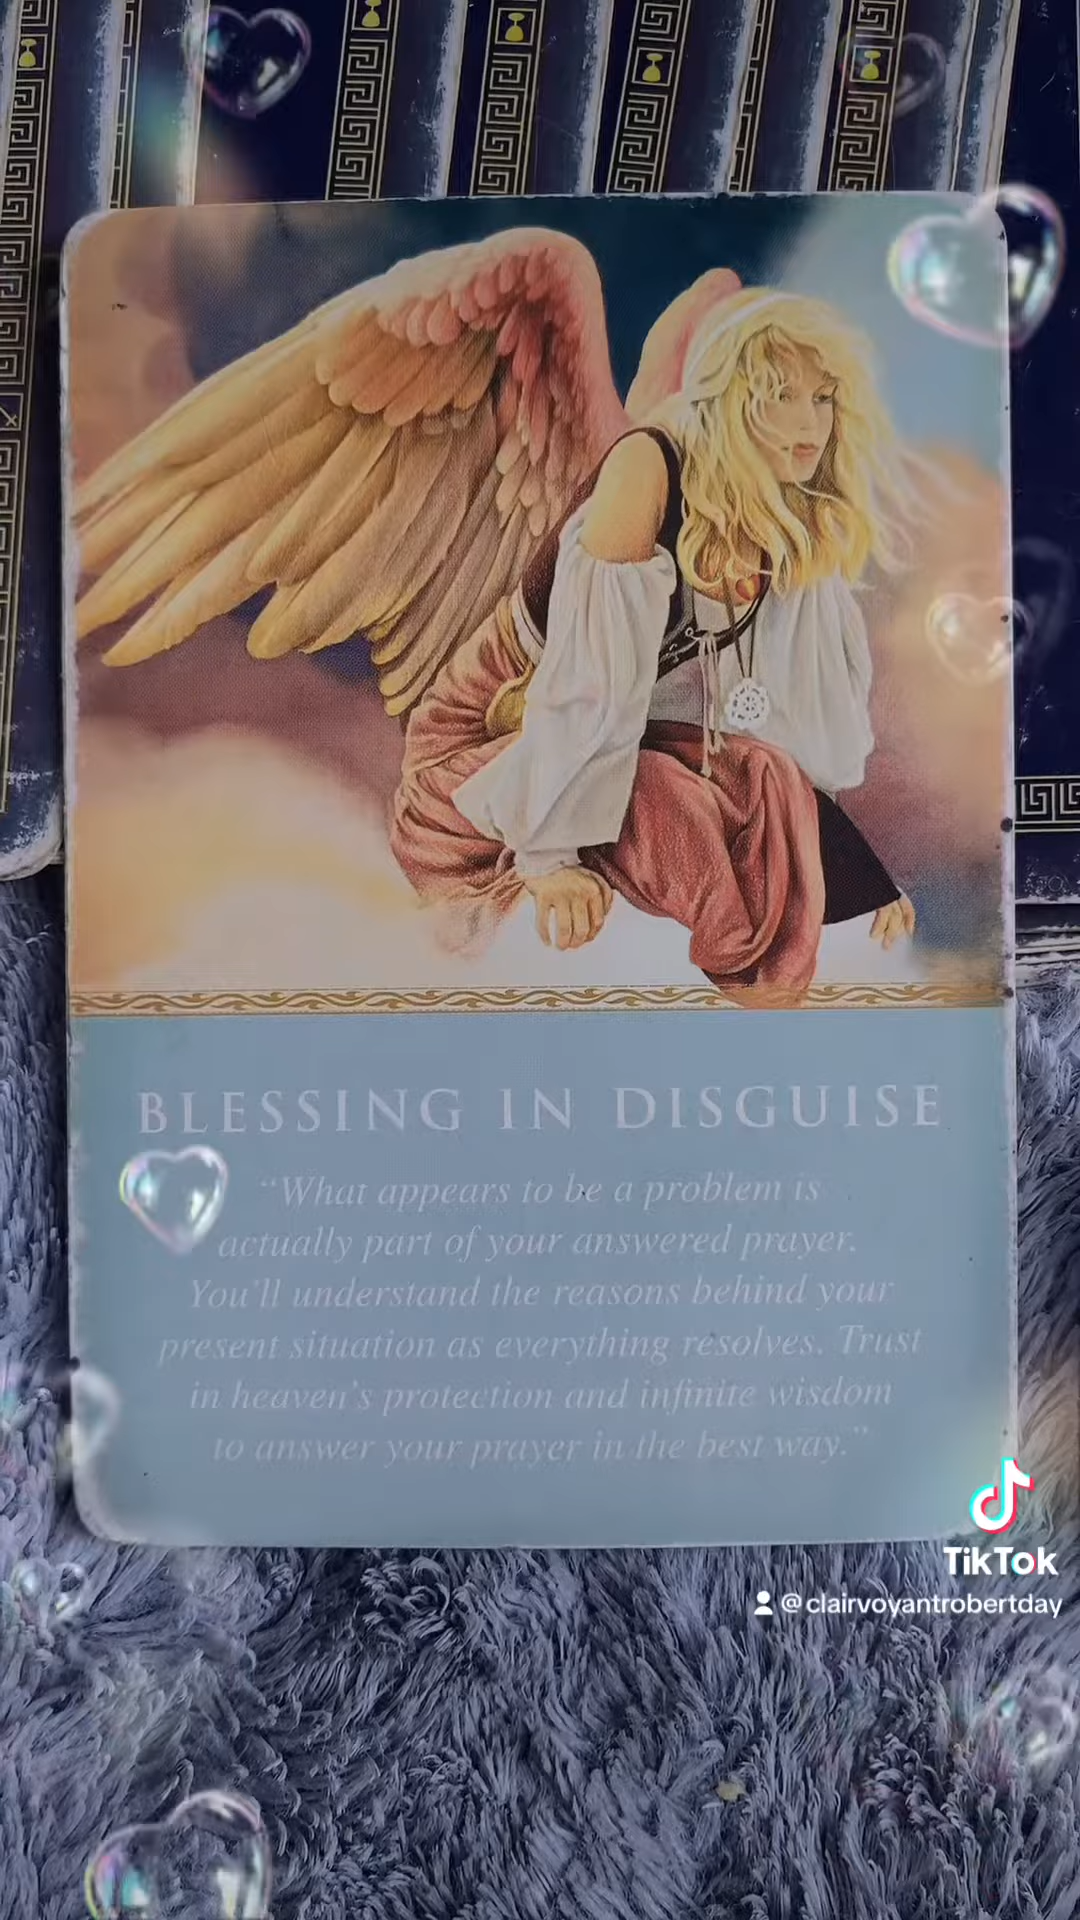 BLESSING IN DISGUISE
“What appears to be a problem is
actually part of your answered prayer.
You'll understand the reasons behind your
present situation as everything resolves. Trust
in heaven's protection and infinite wisdom
to answer your prayer in the best way.”
TikTok
@clairvoyantrobertday